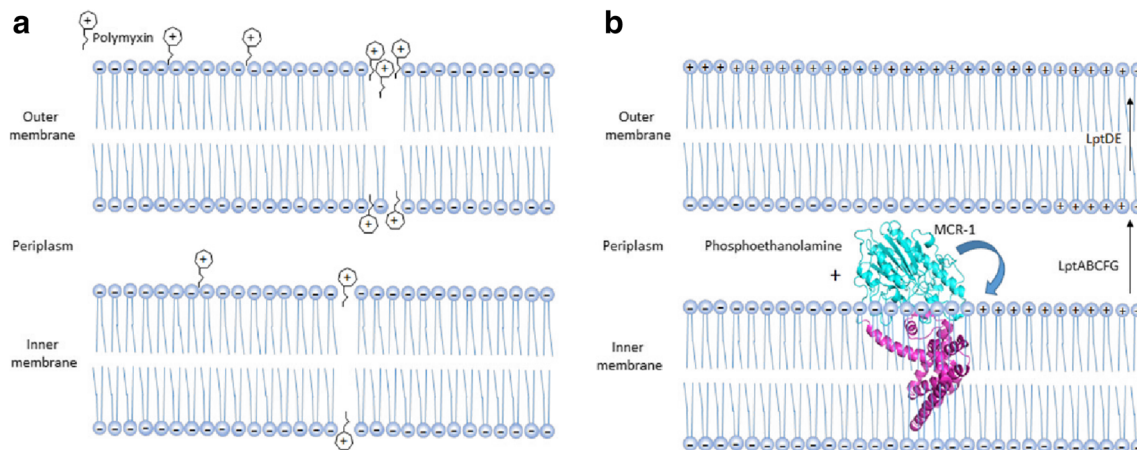 a
Polymyxin
Outer
membrane
Periplasm
Inner
membrane
b
Outer
membrane
LptDE
Periplasm
Phosphoethanolamine
+
MCR-1
LptABCFG
Inner
membrane